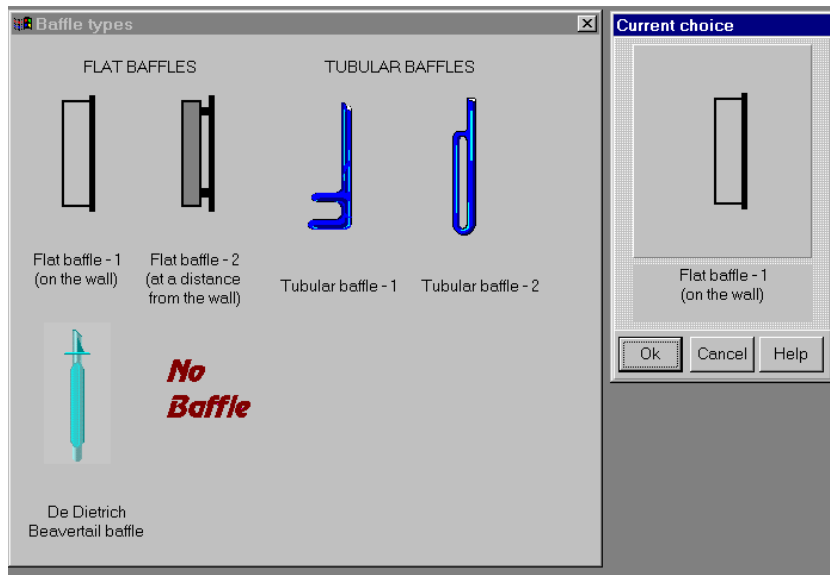 Baffle types
FLAT BAFFLES
TUBULAR BAFFLES
Flat baffle - 1
(on the wall)
Flat baffle - 2
(at a distance
from the wall)
Tubular baffle - 1
Tubular baffle - 2
No
Baffle
De Dietrich
Beavertail baffle
Current choice
Flat baffle - 1
(on the wall)
Ok
Cancel
Help